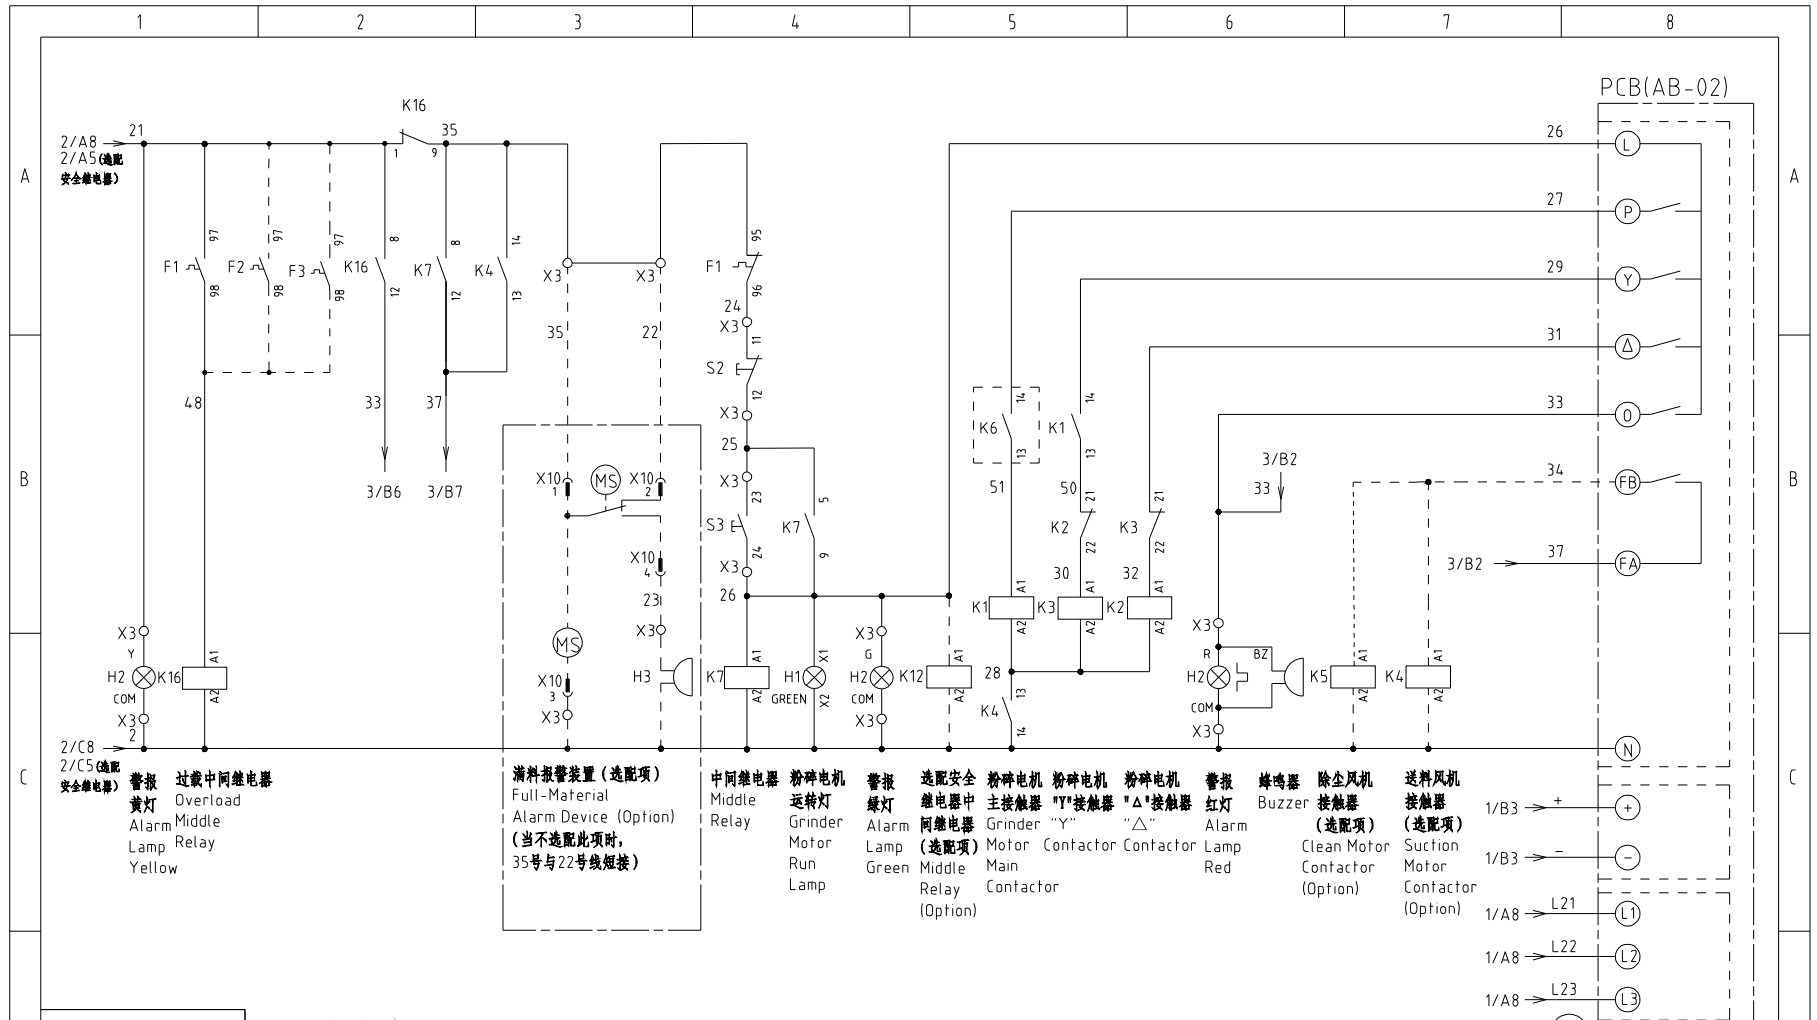 1 2 3 4 5 6 7 8
PCB(AB-02)
K16
21 35 26 L
2/A8 1 9
2/A5(选配
安全继电器)
A A
27 P
97 97 97 8 8 14 95
F1 F2 F3 K16 K7 K4 X3 X3 F1 29 Y
98 98 98 12 12 13 96
24
X3
35 22 11 31 Δ
S2
12
48 33 37 X3 14 14 33 O
K6 K1
25 13 13
3/B2
B 3/B6 3/B7 X10 MS X10 X3 51 50 33 34 FB B
1 2 23 5 21 21
S3 K7 K2 K3
24 9 22 22
X10 X3 3/B2 37 FA
4 30 32
23 26 A1 A1 A1
K1 K3 K2
A2 A2 A2
X3 MS X3 X3 X3
Y G R BZ
A1 A1 X1 A1 28 A1 A1
H2 K16 X10 H3 K7 H1 H2 K12 13 H2 K5 K4
COM A2 3 A2 GREEN X2 COM A2 K4 COM A2 A2
X3 X3 X3 14 X3
2
2/C8 N
2/C5(选配
安全继电器)
C C
警报
黄灯
Alarm
Lamp
Yellow
过载中间继电器
Overload
Middle
Relay
满料报警装置(选配项)
Full-Material
Alarm Device (Option)
(当不选配此项时,
35号与22号线短接)
中间继电器
Middle
Relay
粉碎电机
运转灯
Grinder
Motor
Run
Lamp
警报
绿灯
Alarm
Lamp
Green
选配安全
继电器中
间继电器
(选配项)
Middle
Relay
(Option)
粉碎电机
主接触器
Grinder
Motor
Main
Contactor
粉碎电机
"Y"接触器
"Y"
Contactor
粉碎电机
"Δ"接触器
"△"
Contactor
警报
红灯
Alarm
Lamp
Red
蜂鸣器
Buzzer
除尘风机
接触器
(选配项)
Clean Motor
Contactor
(Option)
送料风机
接触器
(选配项)
Suction
Motor
Contactor
(Option)
1/B3 + +
1/B3 - -
1/A8 L21 L1
1/A8 L22 L2
1/A8 L23 L3